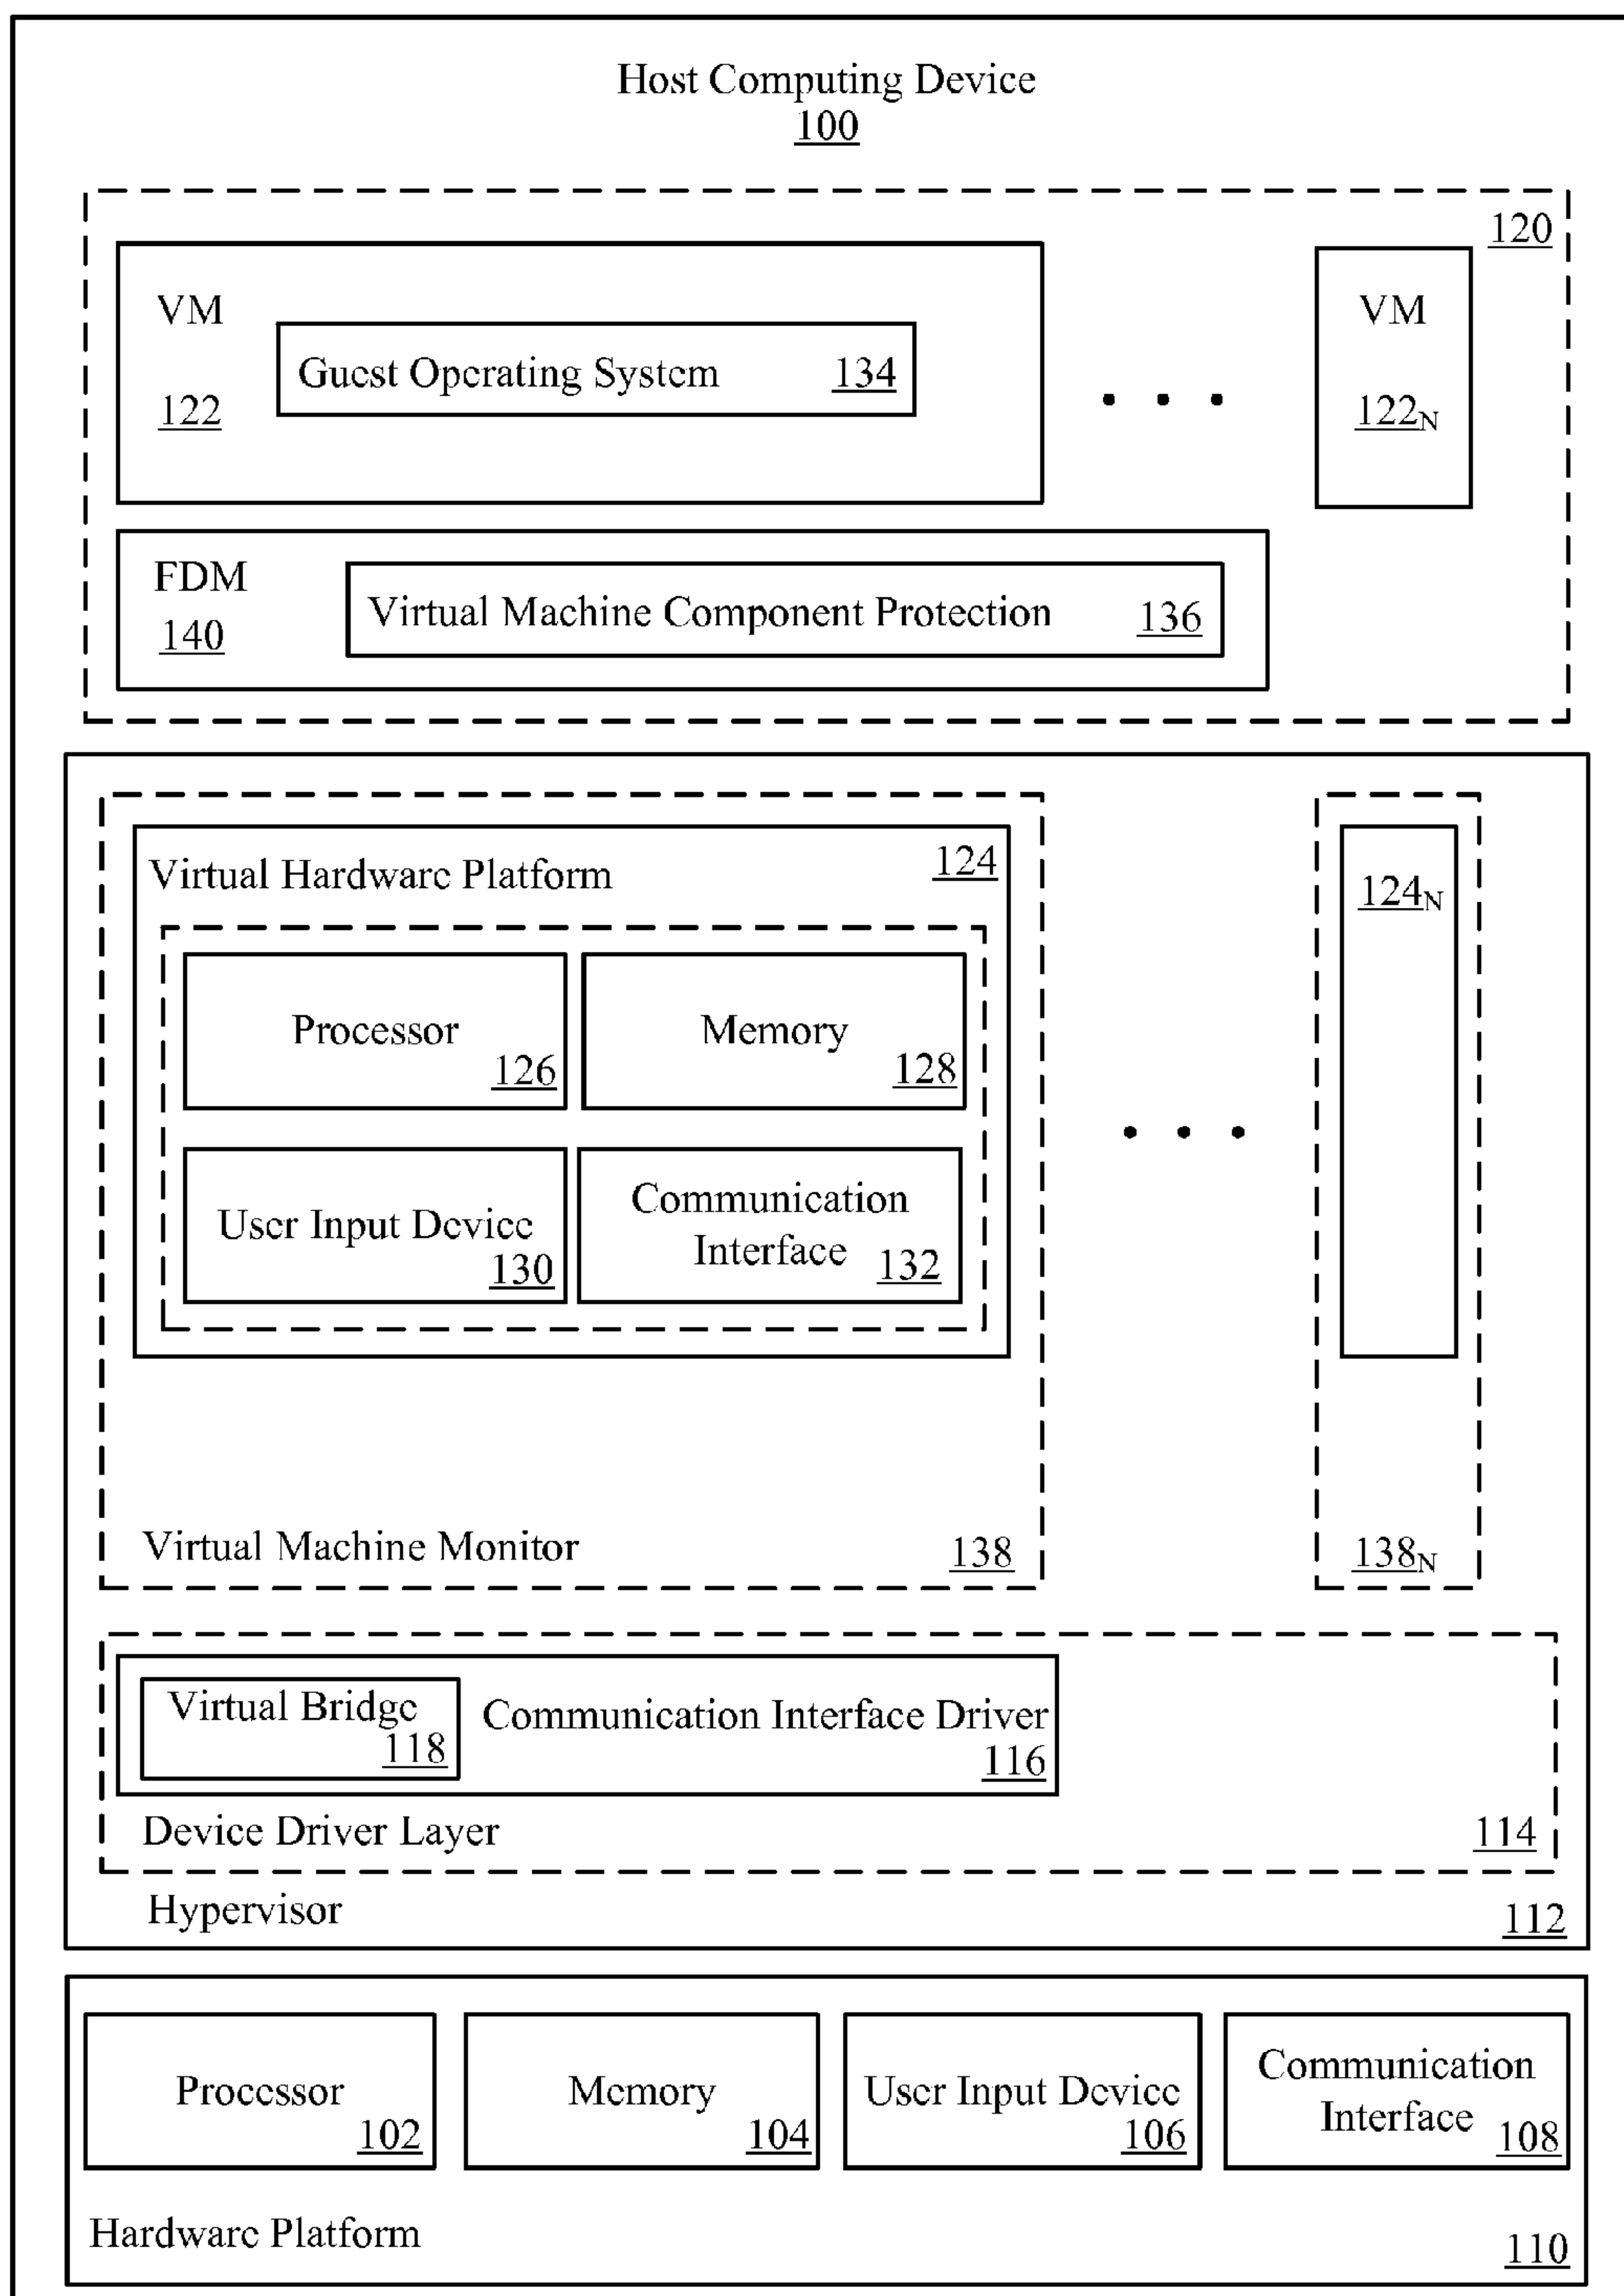 Host Computing Device
100
120
VM
122
Guest Operating System 134
VM
122N
FDM
140
Virtual Machine Component Protection 136
Virtual Hardware Platform 124
Processor
126
Memory
128
User Input Device
130
Communication
Interface 132
124N
Virtual Machine Monitor 138
138N
Virtual Bridge
118
Communication Interface Driver
116
Device Driver Layer 114
Hypervisor 112
Processor
102
Memory
104
User Input Device
106
Communication
Interface 108
Hardware Platform 110